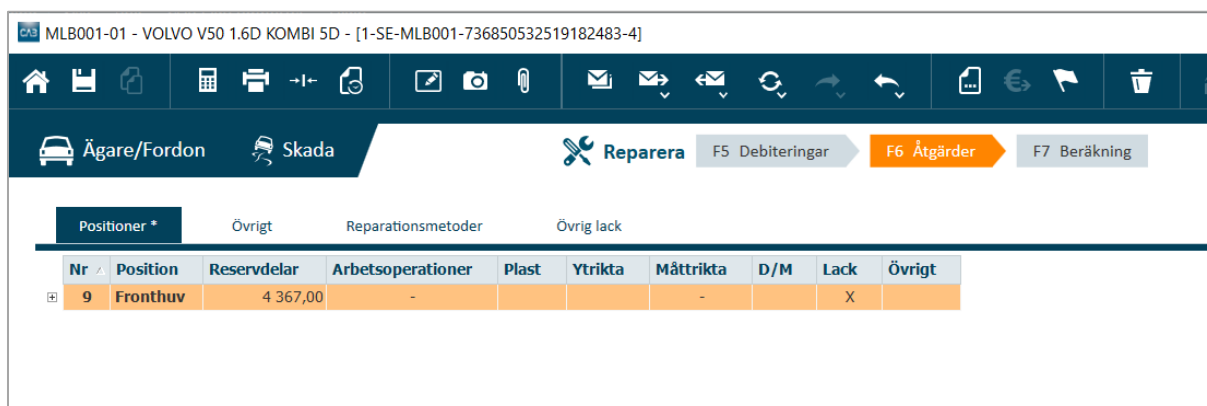 CAB MLB001-01 - VOLVO V50 1.6D KOMBI 5D - [1-SE-MLB001-736850532519182483-4]
Ägare/Fordon Skada Reparera F5 Debiteringar F6 Åtgärder F7 Beräkning
Positioner * Övrigt Reparationsmetoder Övrig lack
Nr Position Reservdelar Arbetsoperationer Plast Ytrikta Måttrikta D/M Lack Övrigt
9 Fronthuv 4 367,00 - - X